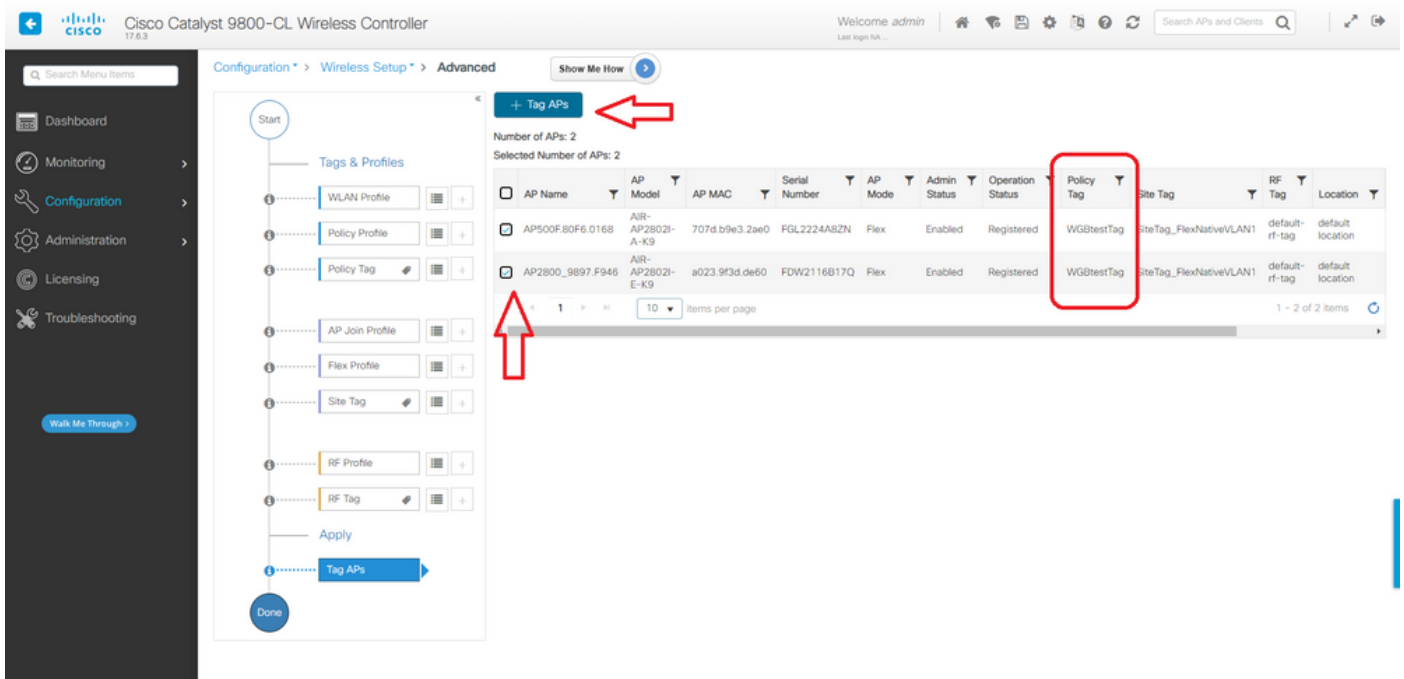 cisco
Cisco Catalyst 9800-CL Wireless Controller
17.6.3
Welcome admin
Last login NA ...
Search APs and Clients
Search Menu Items
Dashboard
Monitoring
Configuration
Administration
Licensing
Troubleshooting
Walk Me Through >
Configuration > Wireless Setup > Advanced
Show Me How
Start
Tags & Profiles
WLAN Profile
Policy Profile
Policy Tag
AP Join Profile
Flex Profile
Site Tag
RF Profile
RF Tag
Apply
Tag APs
Done
+ Tag APs
Number of APs: 2
Selected Number of APs: 2
AP Name AP Model AP MAC Serial Number AP Mode Admin Status Operation Status Policy Tag Site Tag RF Tag Location
AP500F.80F6.0168 AIR-AP2802I-A-K9 707d.b9e3.2ae0 FGL2224A8ZN Flex Enabled Registered WGBtestTag SiteTag_FlexNativeVLAN1 default-rf-tag default location
AP2800_9897.F946 AIR-AP2802I-E-K9 a023.9f3d.de60 FDW2116B17Q Flex Enabled Registered WGBtestTag SiteTag_FlexNativeVLAN1 default-rf-tag default location
1 10 items per page 1 - 2 of 2 items